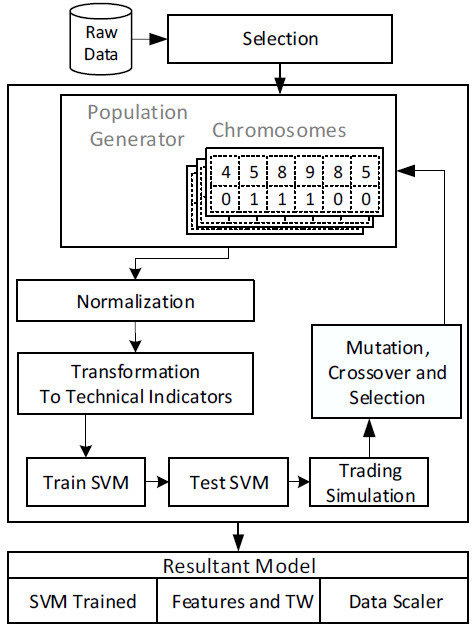 Raw
Data
Selection
Population
Generator
Chromosomes
4 5 8 9 8 5
0 1 1 1 0 0
Normalization
Transformation
To Technical Indicators
Mutation,
Crossover and
Selection
Train SVM
Test SVM
Trading
Simulation
Resultant Model
SVM Trained
Features and TW
Data Scaler